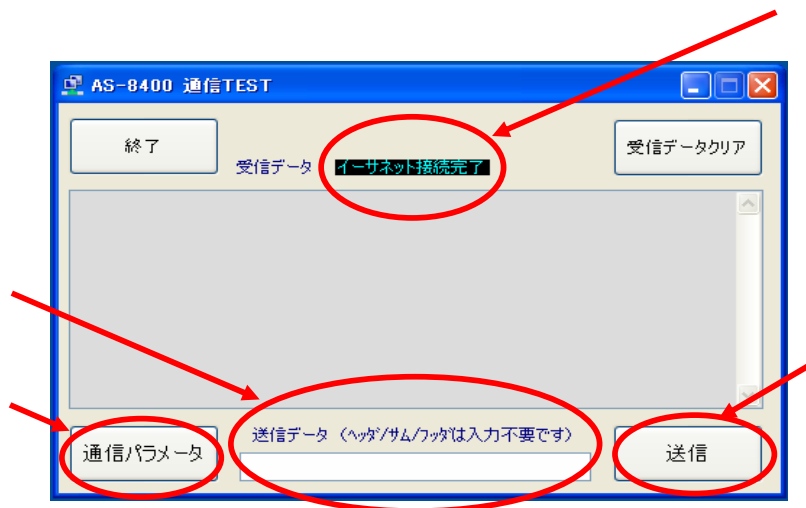 AS-8400 通信TEST
終了
受信データ
イーサネット接続完了
受信データクリア
送信データ (ﾍｯﾀﾞ/サム/ﾌｯﾀﾞは入力不要です)
通信パラメータ
送信